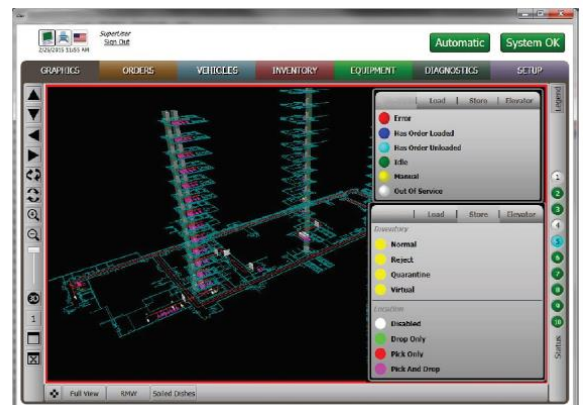 SuperUser
Sign Out
2/25/2015 11:03 AM
Automatic
System OK
GRAPHICS ORDERS VEHICLES INVENTORY EQUIPMENT DIAGNOSTICS SETUP
Legend
Load Store Elevator
Error
Has Order Loaded
Has Order Unloaded
Idle
Manual
Out Of Service
Load Store Elevator
Inventory
Normal
Reject
Quarantine
Virtual
Location
Disabled
Drop Only
Pick Only
Pick And Drop
1
2
3
4
5
6
7
8
9
10
Status
3D
1
Full View RMW Soiled Dishes